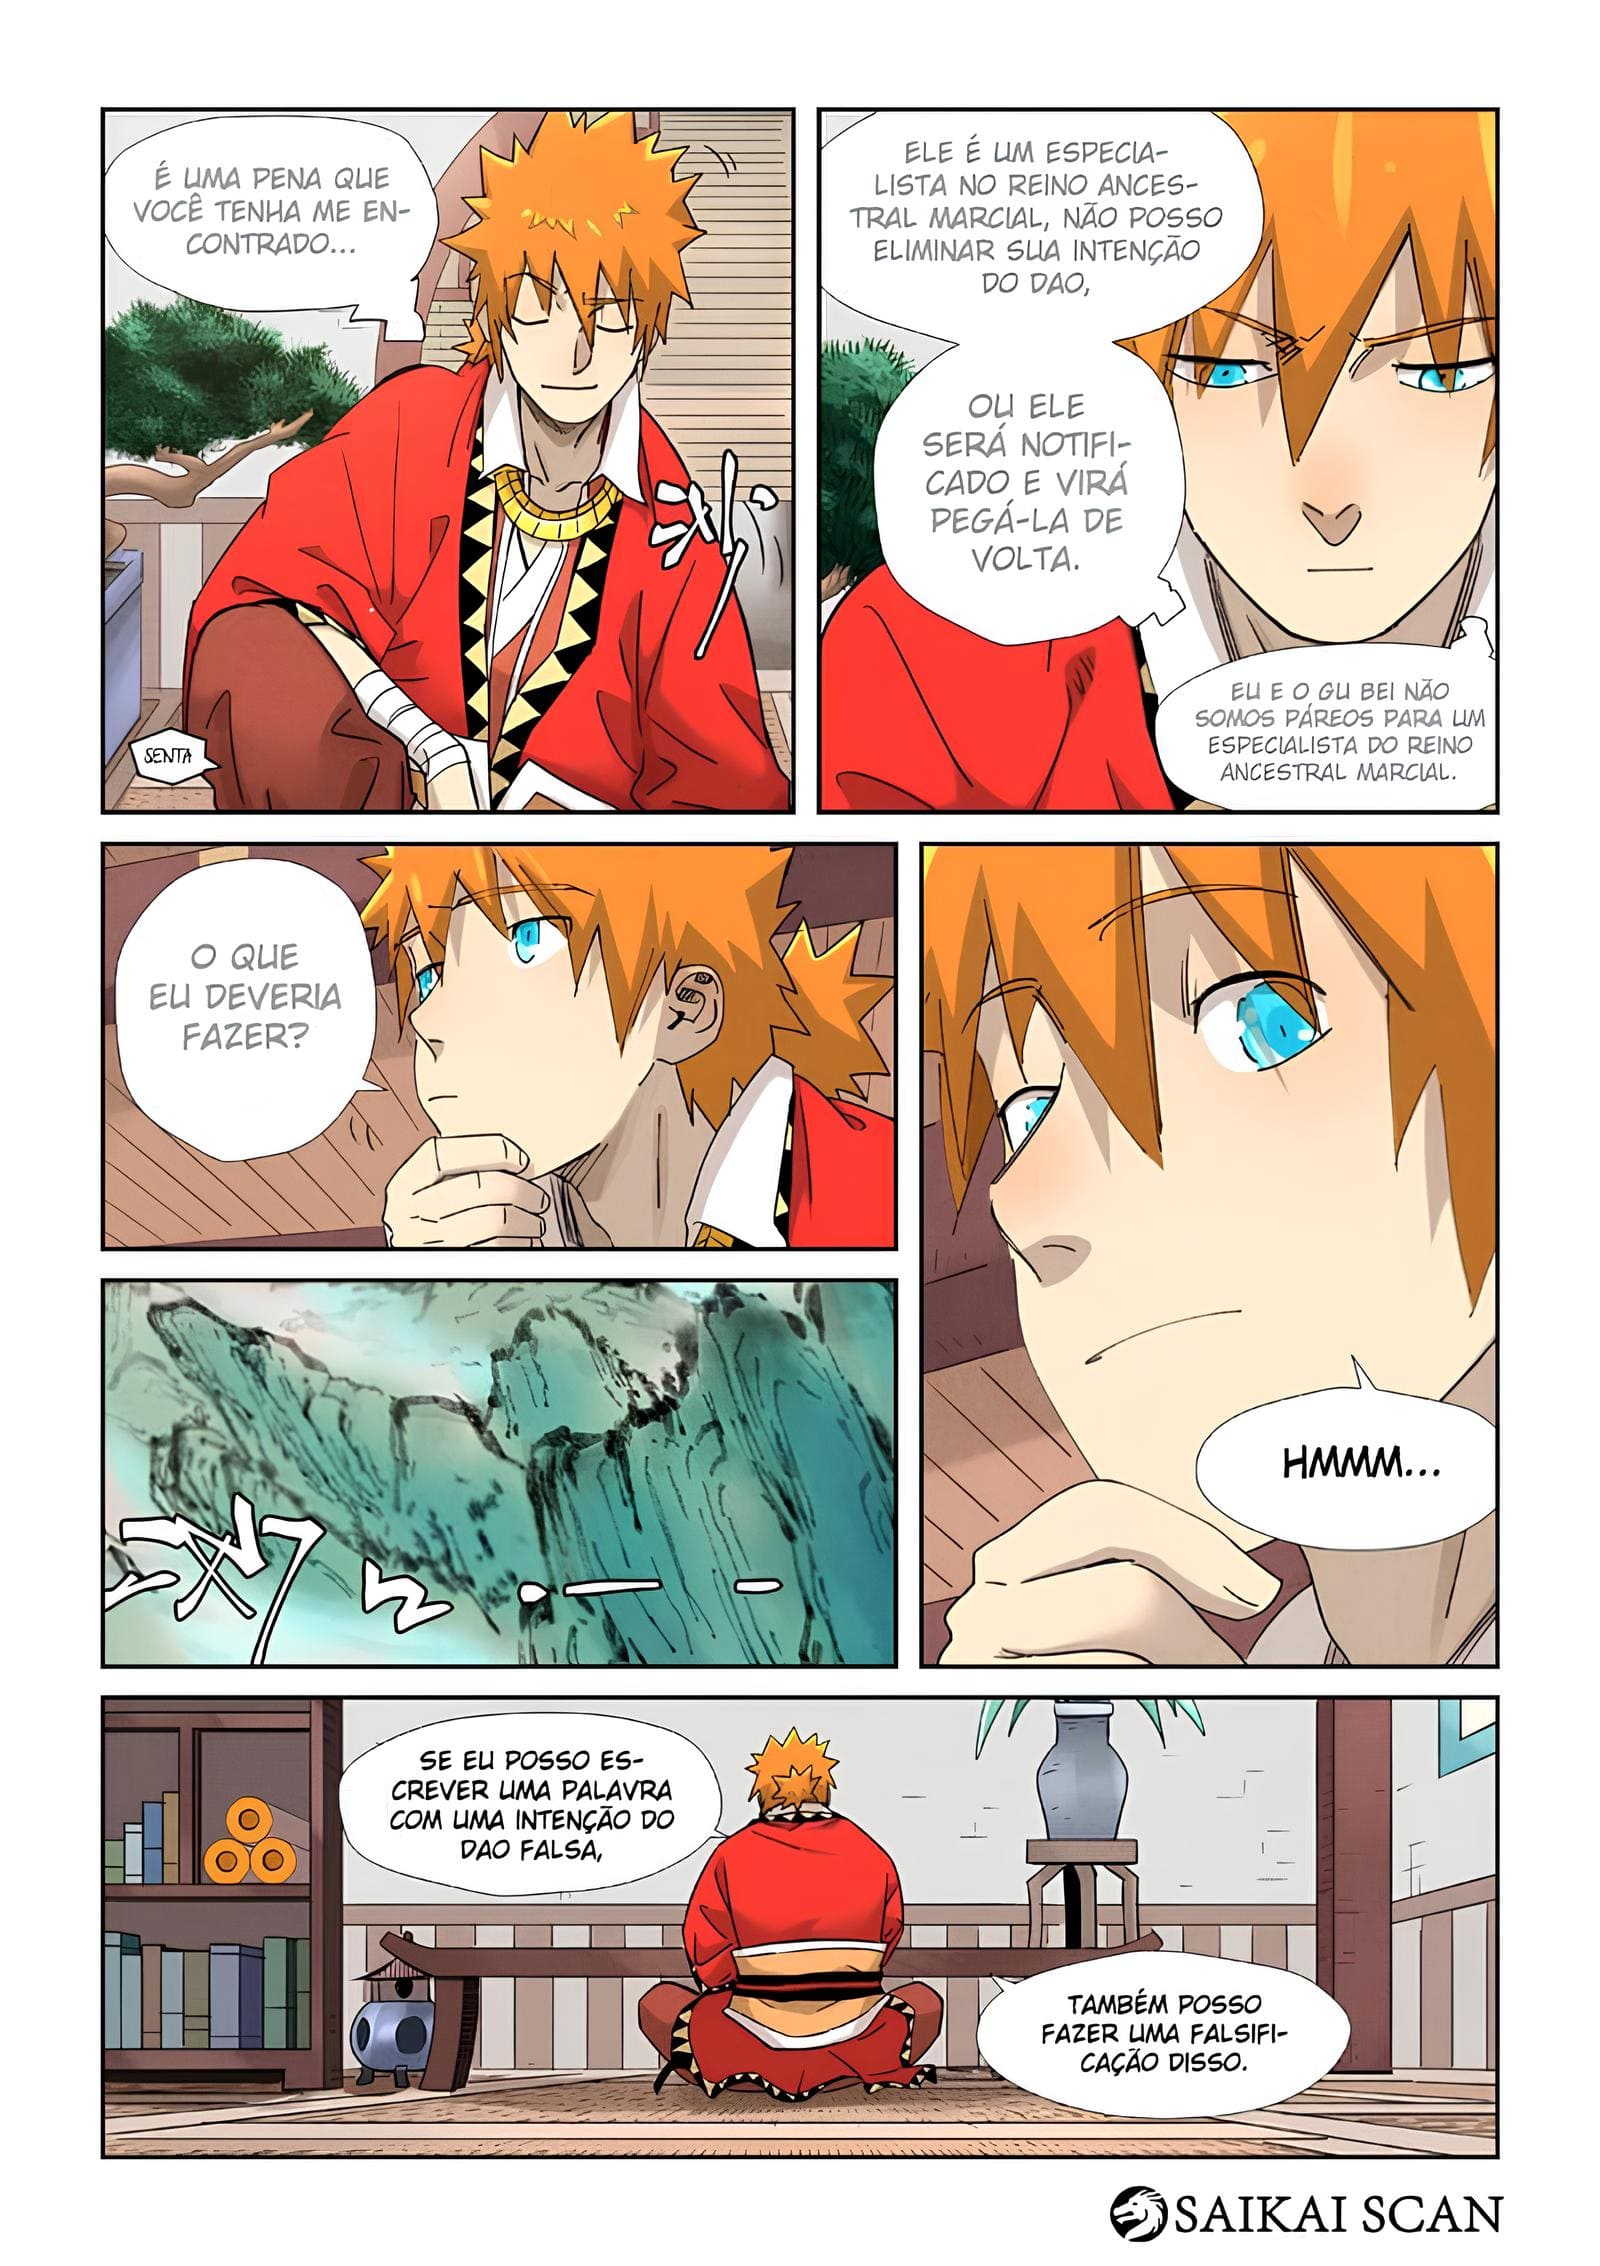 É UMA PENA QUE
VOCÊ TENHA ME EN-
CONTRADO...
SENTA
ELE É UM ESPECIA-
LISTA NO REINO ANCES-
TRAL MARCIAL, NÃO POSSO
ELIMINAR SUA INTENÇÃO
DO DAO,
OU ELE
SERÁ NOTIFI-
CADO E VIRÁ
PEGÁ-LA DE
VOLTA.
EU E O GU BEI NÃO
SOMOS PÁREOS PARA UM
ESPECIALISTA DO REINO
ANCESTRAL MARCIAL.
O QUE
EU DEVERIA
FAZER?
HMMM...
SE EU POSSO ES-
CREVER UMA PALAVRA
COM UMA INTENÇÃO DO
DAO FALSA,
TAMBÉM POSSO
FAZER UMA FALSIFI-
CAÇÃO DISSO.
SAIKAI SCAN